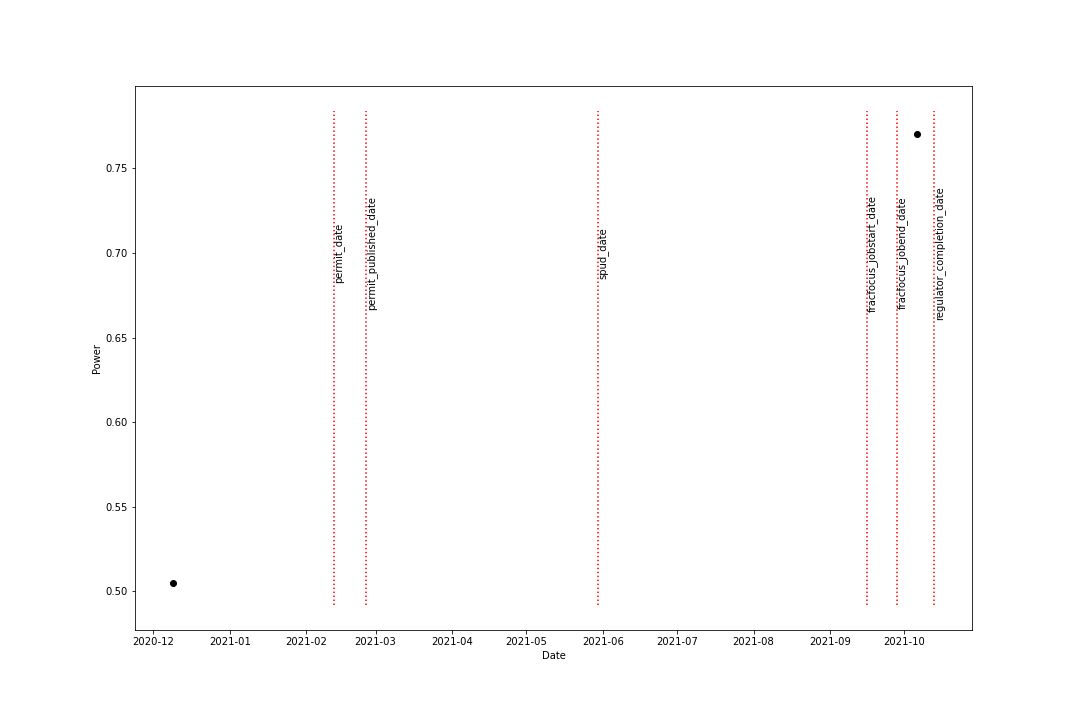 0.75
0.70
0.65
0.60
0.55
0.50
Power
permit_date
permit_published_date
spud_date
fracfocus_jobstart_date
fracfocus_jobend_date
regulator_completion_date
2020-12 2021-01 2021-02 2021-03 2021-04 2021-05 2021-06 2021-07 2021-08 2021-09 2021-10
Date